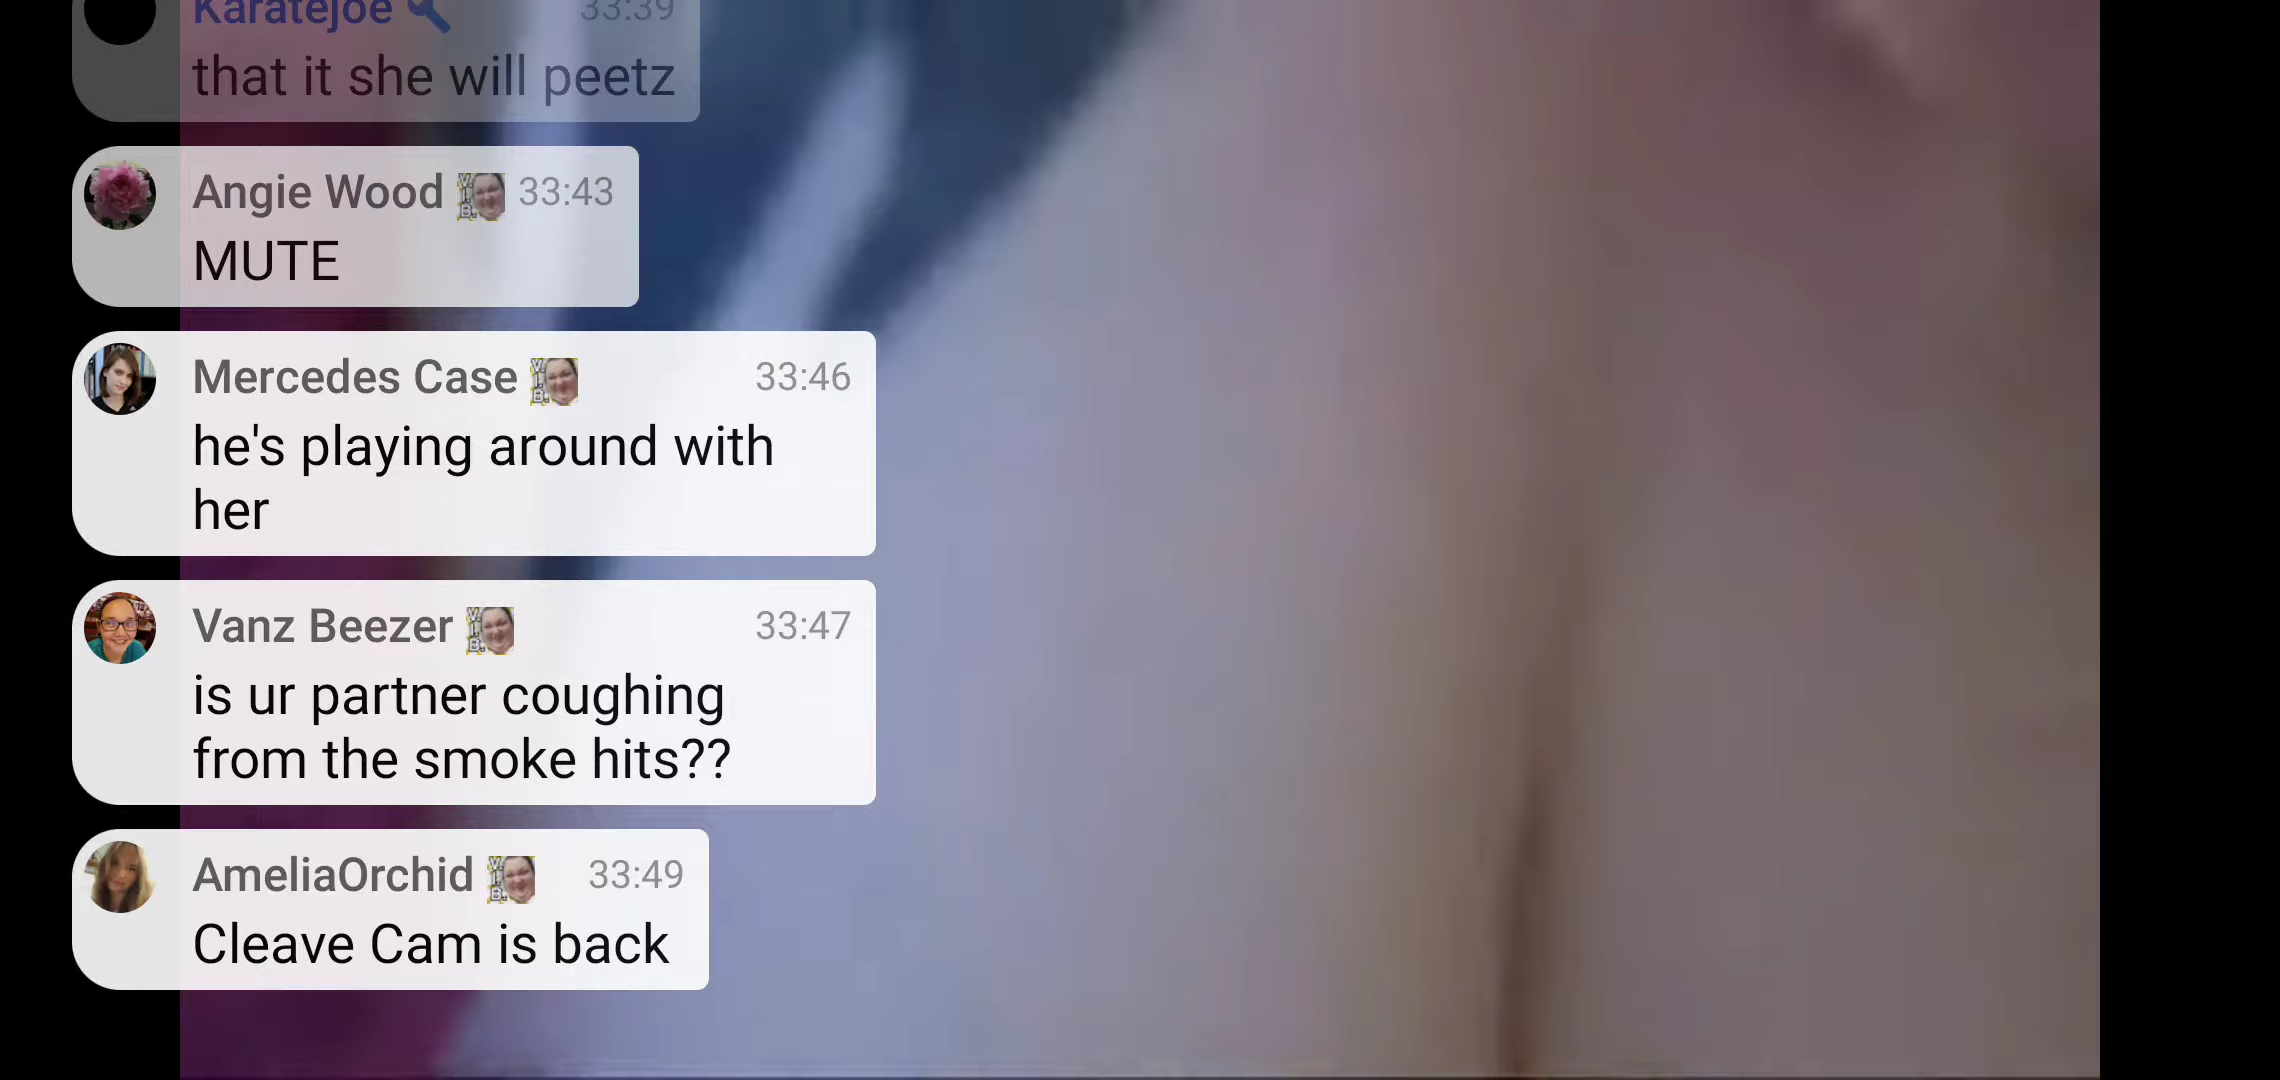 Karatejoe 33:39
that it she will peetz
Angie Wood 33:43
MUTE
Mercedes Case 33:46
he's playing around with
her
Vanz Beezer 33:47
is ur partner coughing
from the smoke hits??
AmeliaOrchid 33:49
Cleave Cam is back